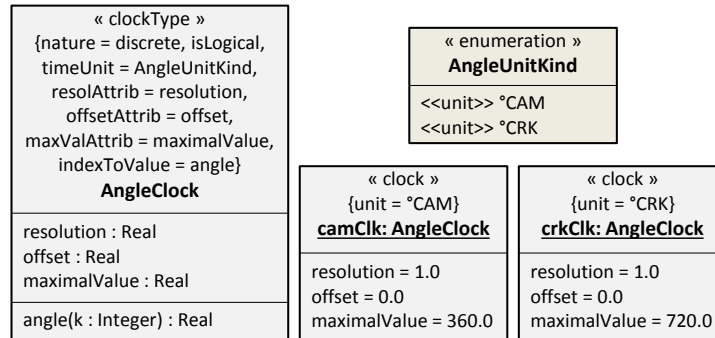 « clockType »
{nature = discrete, isLogical,
timeUnit = AngleUnitKind,
resolAttrib = resolution,
offsetAttrib = offset,
maxValAttrib = maximalValue,
indexToValue = angle}
AngleClock
resolution : Real
offset : Real
maximalValue : Real
angle(k : Integer) : Real
« enumeration »
AngleUnitKind
<<unit>> °CAM
<<unit>> °CRK
« clock »
{unit = °CAM}
camClk: AngleClock
resolution = 1.0
offset = 0.0
maximalValue = 360.0
« clock »
{unit = °CRK}
crkClk: AngleClock
resolution = 1.0
offset = 0.0
maximalValue = 720.0